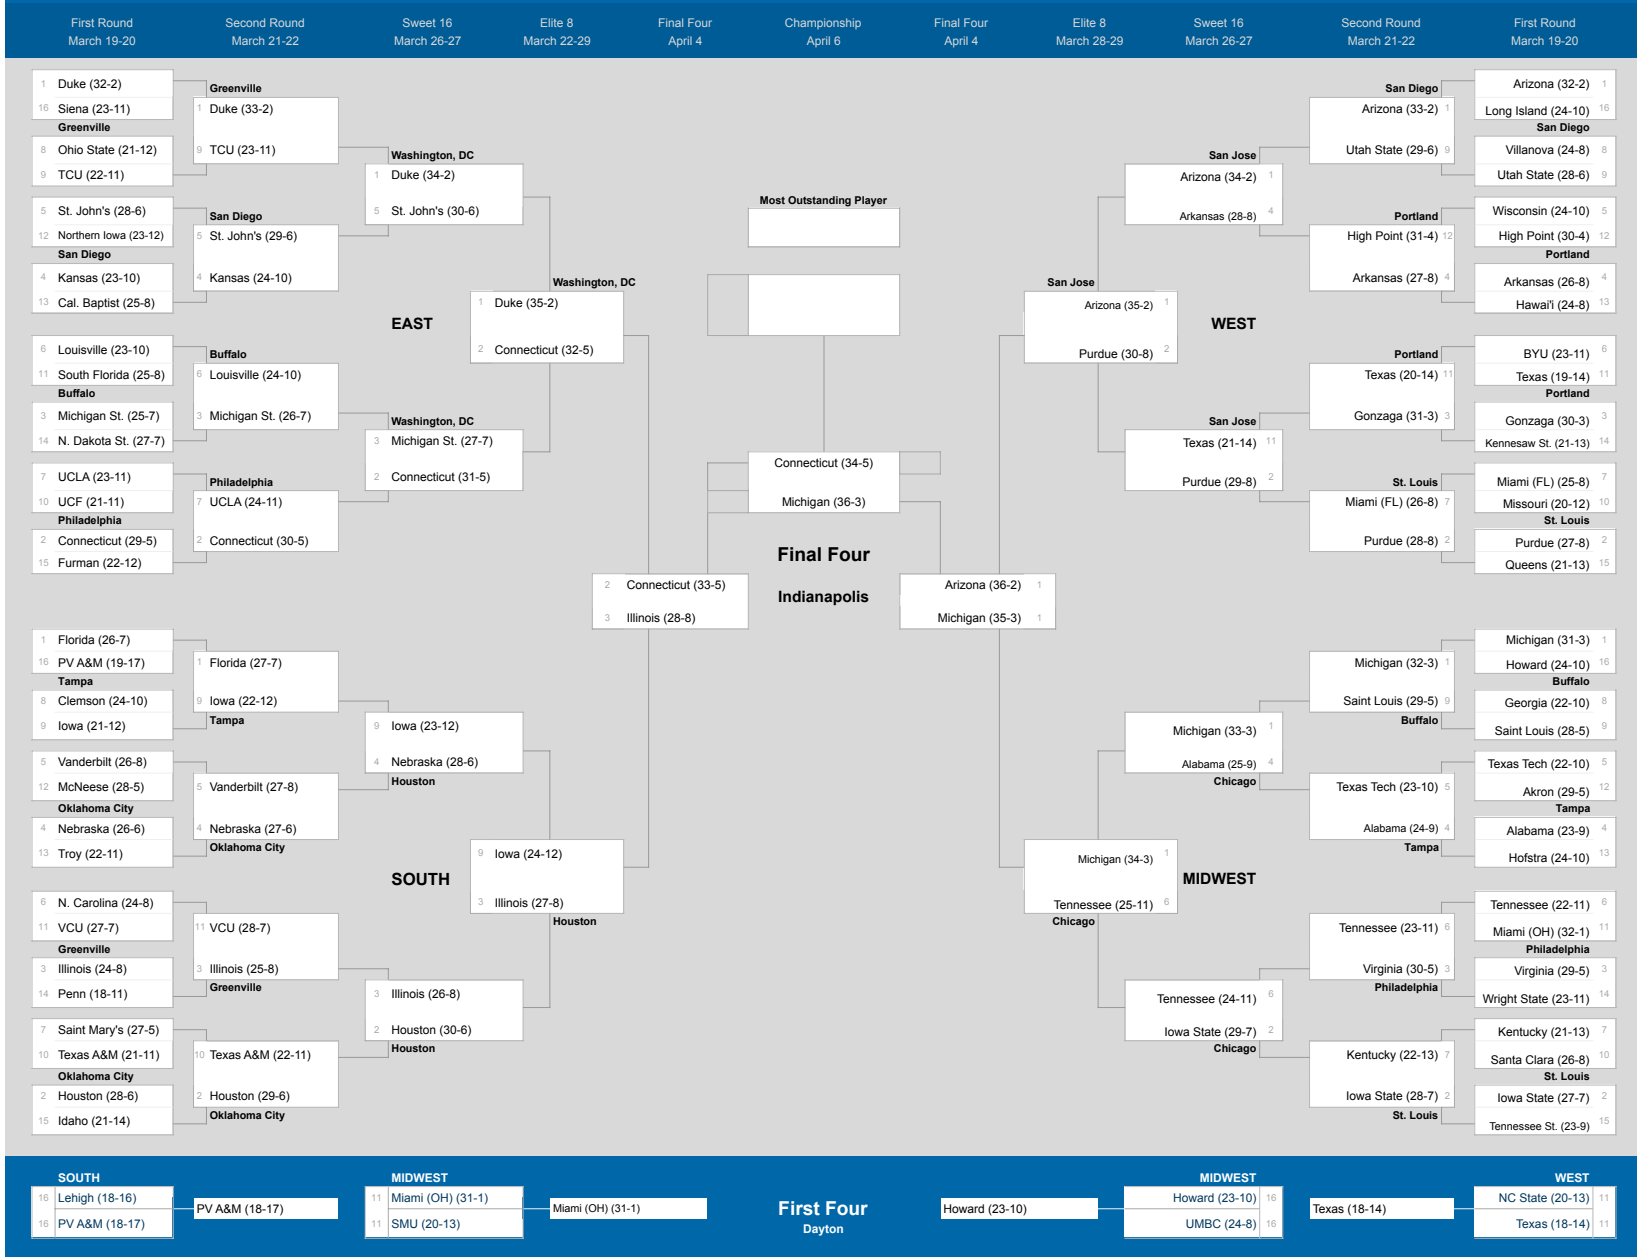 First Round
March 19-20
Second Round
March 21-22
Sweet 16
March 26-27
Elite 8
March 22-29
Final Four
April 4
Championship
April 6
Final Four
April 4
Elite 8
March 28-29
Sweet 16
March 26-27
Second Round
March 21-22
First Round
March 19-20
1 Duke (32-2)
16 Siena (23-11)
Greenville
8 Ohio State (21-12)
9 TCU (22-11)
5 St. John's (28-6)
12 Northern Iowa (23-12)
San Diego
4 Kansas (23-10)
13 Cal. Baptist (25-8)
6 Louisville (23-10)
11 South Florida (25-8)
Buffalo
3 Michigan St. (25-7)
14 N. Dakota St. (27-7)
7 UCLA (23-11)
10 UCF (21-11)
Philadelphia
2 Connecticut (29-5)
15 Furman (22-12)
Greenville
1 Duke (33-2)
9 TCU (23-11)
San Diego
5 St. John's (29-6)
4 Kansas (24-10)
Buffalo
6 Louisville (24-10)
3 Michigan St. (26-7)
Philadelphia
7 UCLA (24-11)
2 Connecticut (30-5)
Washington, DC
1 Duke (34-2)
5 St. John's (30-6)
EAST
Washington, DC
3 Michigan St. (27-7)
2 Connecticut (31-5)
Washington, DC
1 Duke (35-2)
2 Connecticut (32-5)
1 Florida (26-7)
16 PV A&M (19-17)
Tampa
8 Clemson (24-10)
9 Iowa (21-12)
5 Vanderbilt (26-8)
12 McNeese (28-5)
Oklahoma City
4 Nebraska (26-6)
13 Troy (22-11)
6 N. Carolina (24-8)
11 VCU (27-7)
Greenville
3 Illinois (24-8)
14 Penn (18-11)
7 Saint Mary's (27-5)
10 Texas A&M (21-11)
Oklahoma City
2 Houston (28-6)
15 Idaho (21-14)
1 Florida (27-7)
9 Iowa (22-12)
Tampa
5 Vanderbilt (27-8)
4 Nebraska (27-6)
Oklahoma City
11 VCU (28-7)
3 Illinois (25-8)
Greenville
10 Texas A&M (22-11)
2 Houston (29-6)
Oklahoma City
9 Iowa (23-12)
4 Nebraska (28-6)
Houston
SOUTH
3 Illinois (26-8)
2 Houston (30-6)
Houston
9 Iowa (24-12)
3 Illinois (27-8)
Houston
2 Connecticut (33-5)
3 Illinois (28-8)
Most Outstanding Player
Connecticut (34-5)
Michigan (36-3)
Final Four
Indianapolis
Arizona (36-2) 1
Michigan (35-3) 1
San Jose
Arizona (35-2) 1
Purdue (30-8) 2
San Jose
Arizona (34-2) 1
Arkansas (28-8) 4
WEST
San Jose
Texas (21-14) 11
Purdue (29-8) 2
San Diego
Arizona (33-2) 1
Utah State (29-6) 9
Portland
High Point (31-4) 12
Arkansas (27-8) 4
Portland
Texas (20-14) 11
Gonzaga (31-3) 3
St. Louis
Miami (FL) (26-8) 7
Purdue (28-8) 2
Arizona (32-2) 1
Long Island (24-10) 16
San Diego
Villanova (24-8) 8
Utah State (28-6) 9
Wisconsin (24-10) 5
High Point (30-4) 12
Portland
Arkansas (26-8) 4
Hawai'i (24-8) 13
BYU (23-11) 6
Texas (19-14) 11
Portland
Gonzaga (30-3) 3
Kennesaw St. (21-13) 14
Miami (FL) (25-8) 7
Missouri (20-12) 10
St. Louis
Purdue (27-8) 2
Queens (21-13) 15
Michigan (34-3) 1
Tennessee (25-11) 6
Chicago
Michigan (33-3) 1
Alabama (25-9) 4
Chicago
MIDWEST
Tennessee (24-11) 6
Iowa State (29-7) 2
Chicago
Michigan (32-3) 1
Saint Louis (29-5) 9
Buffalo
Texas Tech (23-10) 5
Alabama (24-9) 4
Tampa
Tennessee (23-11) 6
Virginia (30-5) 3
Philadelphia
Kentucky (22-13) 7
Iowa State (28-7) 2
St. Louis
Michigan (31-3) 1
Howard (24-10) 16
Buffalo
Georgia (22-10) 8
Saint Louis (28-5) 9
Texas Tech (22-10) 5
Akron (29-5) 12
Tampa
Alabama (23-9) 4
Hofstra (24-10) 13
Tennessee (22-11) 6
Miami (OH) (32-1) 11
Philadelphia
Virginia (29-5) 3
Wright State (23-11) 14
Kentucky (21-13) 7
Santa Clara (26-8) 10
St. Louis
Iowa State (27-7) 2
Tennessee St. (23-9) 15
SOUTH
16 Lehigh (18-16)
16 PV A&M (18-17)
PV A&M (18-17)
MIDWEST
11 Miami (OH) (31-1)
11 SMU (20-13)
Miami (OH) (31-1)
First Four
Dayton
Howard (23-10)
MIDWEST
Howard (23-10) 16
UMBC (24-8) 16
Texas (18-14)
WEST
NC State (20-13) 11
Texas (18-14) 11